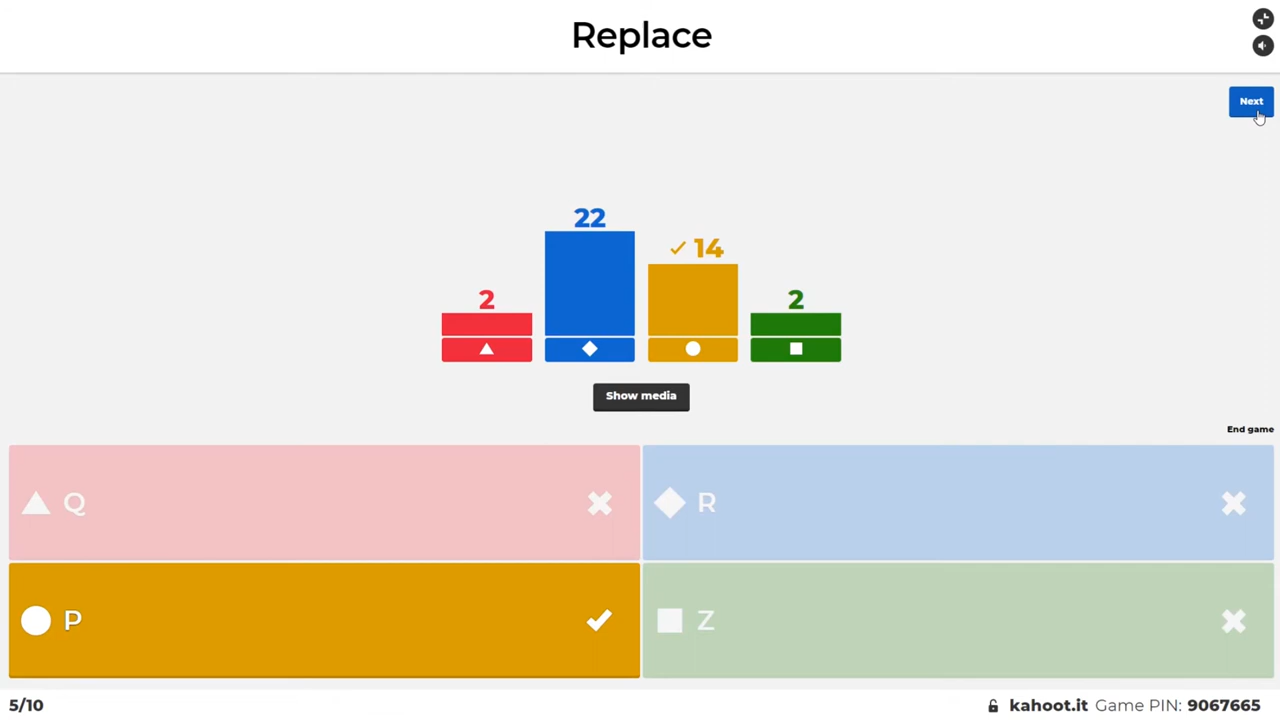 Replace
Next
22
14
2
2
Show media
End game
Q
R
P
Z
5/10
kahoot.it Game PIN: 9067665